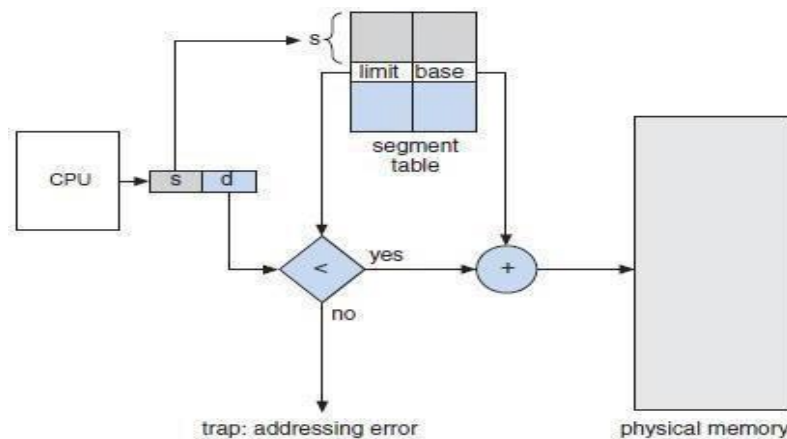 s
limit base
segment
table
CPU
s d
<
yes
+
no
trap: addressing error
physical memory